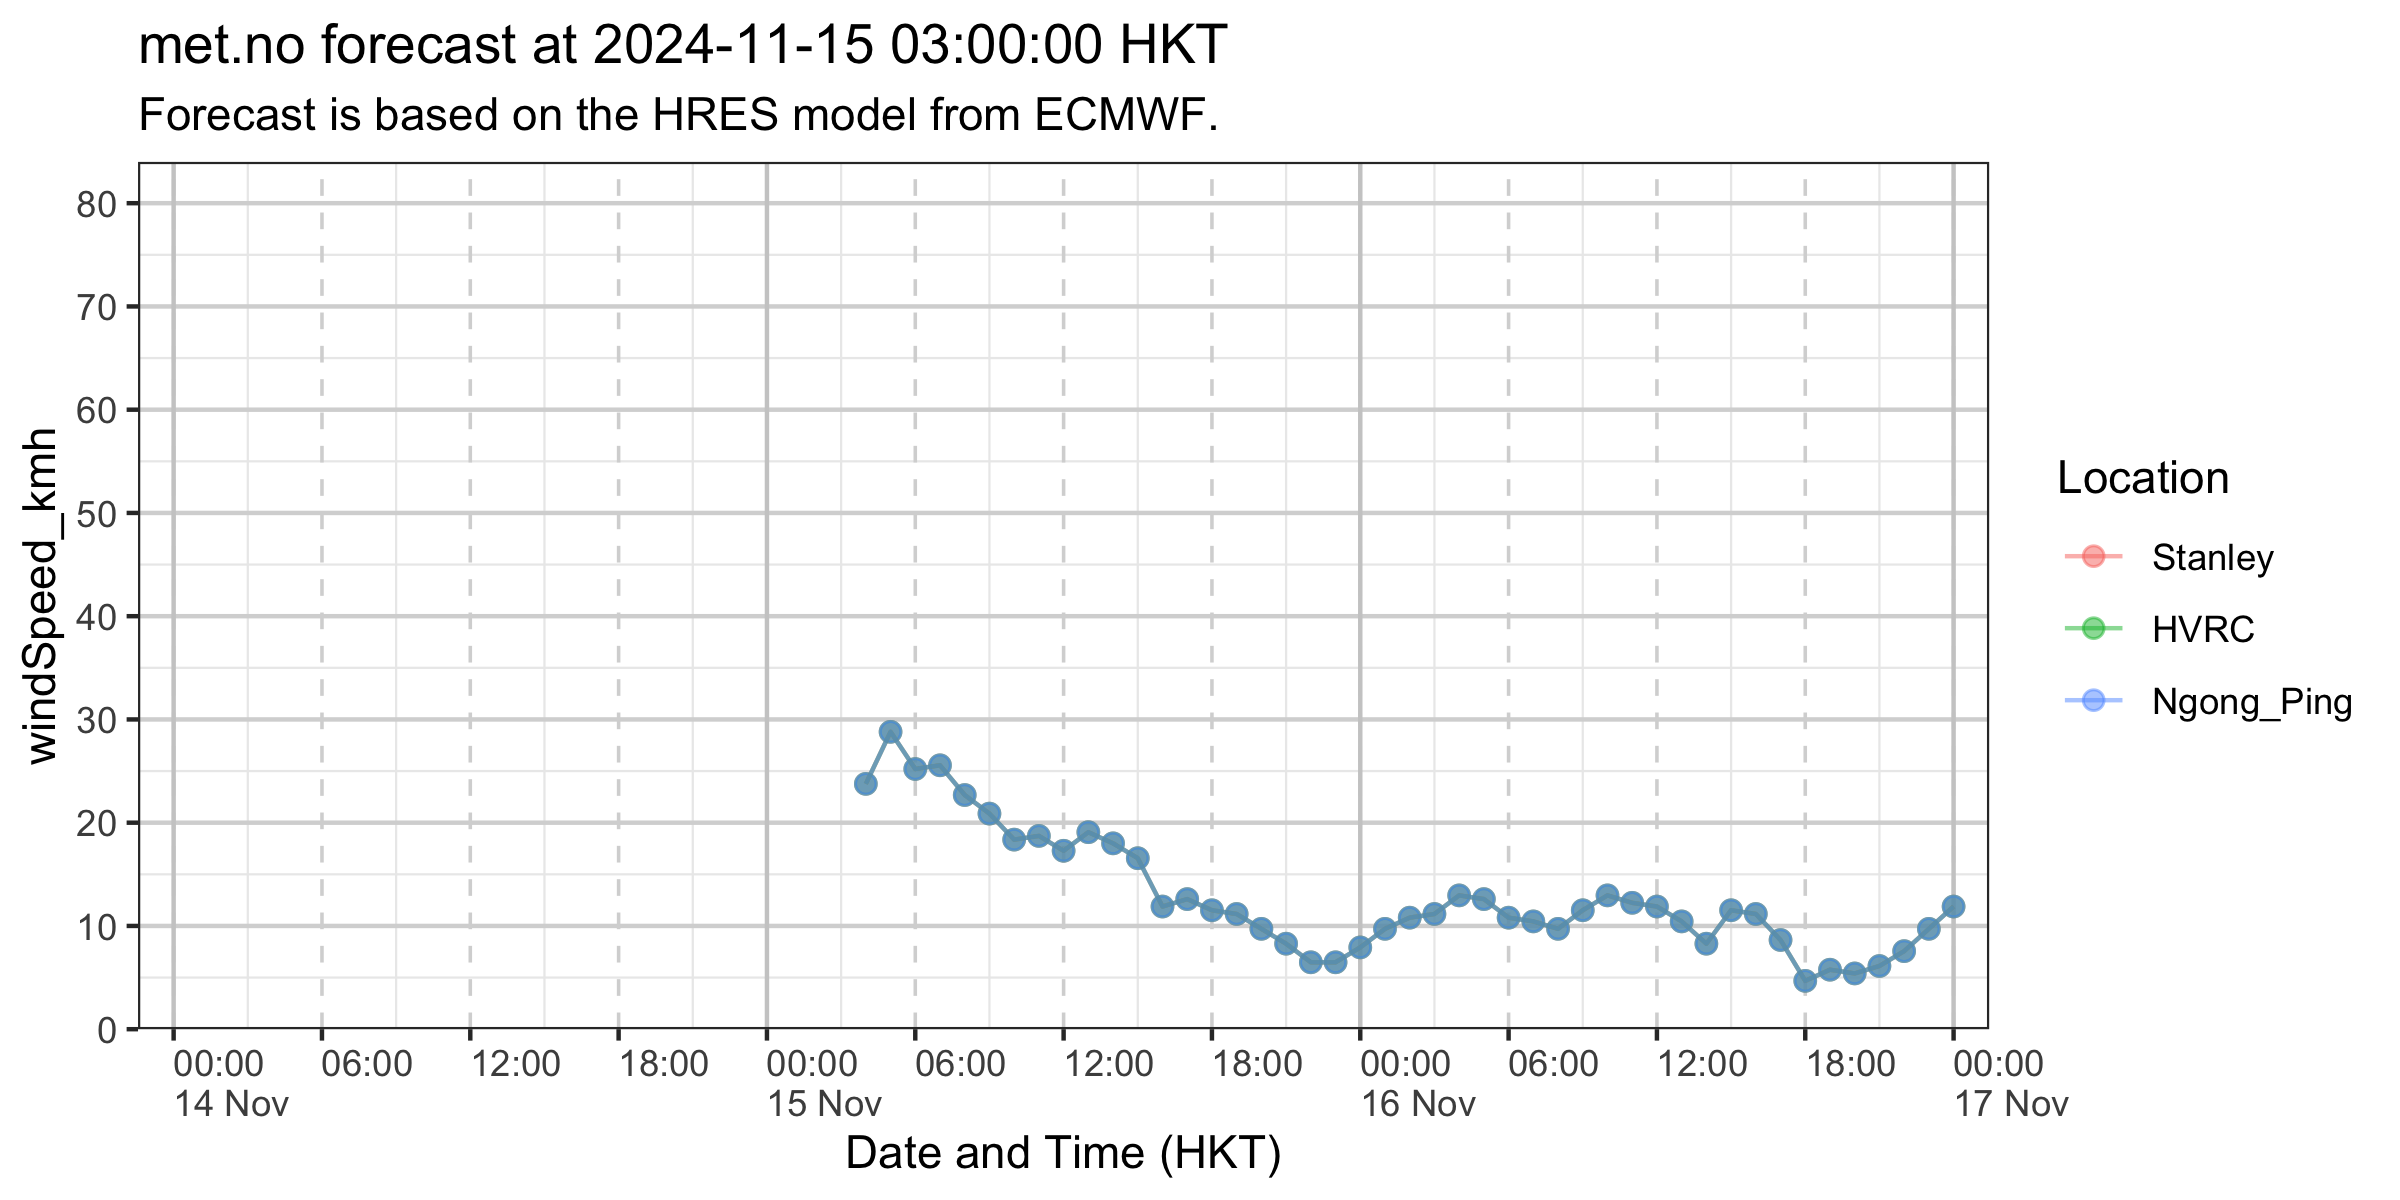 met.no forecast at 2024-11-15 03:00:00 HKT
Forecast is based on the HRES model from ECMWF.
windSpeed_kmh
80
70
60
50
40
30
20
10
0
00:00 06:00 12:00 18:00 00:00 06:00 12:00 18:00 00:00 06:00 12:00 18:00 00:00
14 Nov 15 Nov 16 Nov 17 Nov
Date and Time (HKT)
Location
Stanley
HVRC
Ngong_Ping